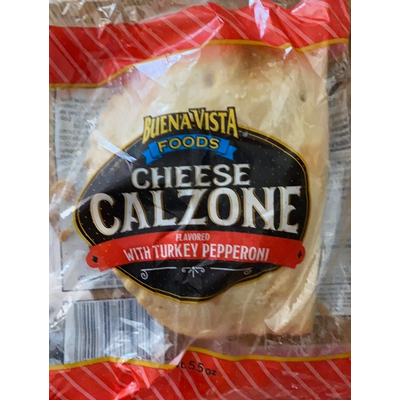 BUENA VISTA
FOODS
CHEESE
CALZONE
FLAVORED
WITH TURKEY PEPPERONI
5.5 oz